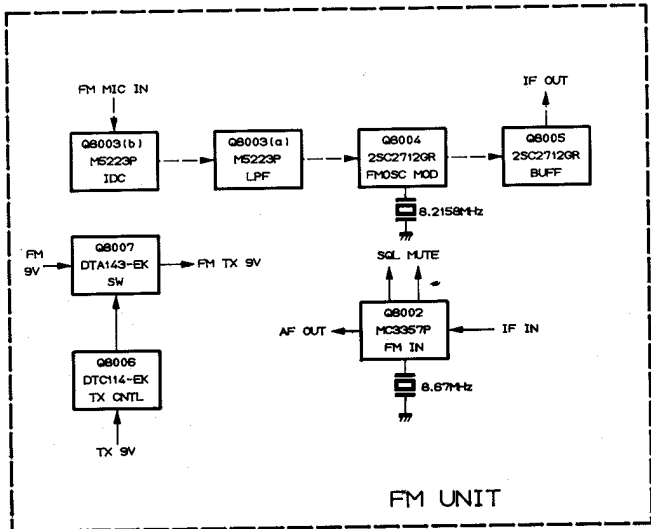 FM MIC IN
Q8003(b)
M5223P
IDC
Q8003(a)
M5223P
LPF
Q8004
2SC2712GR
FMOSC MOD
8.2158MHz
IF OUT
Q8005
2SC2712GR
BUFF
FM
9V
Q8007
DTA143-EK
SW
FM TX 9V
Q8006
DTC114-EK
TX CNTL
TX 9V
SQL MUTE
AF OUT
Q8002
MC3357P
FM IN
IF IN
8.67MHz
FM UNIT